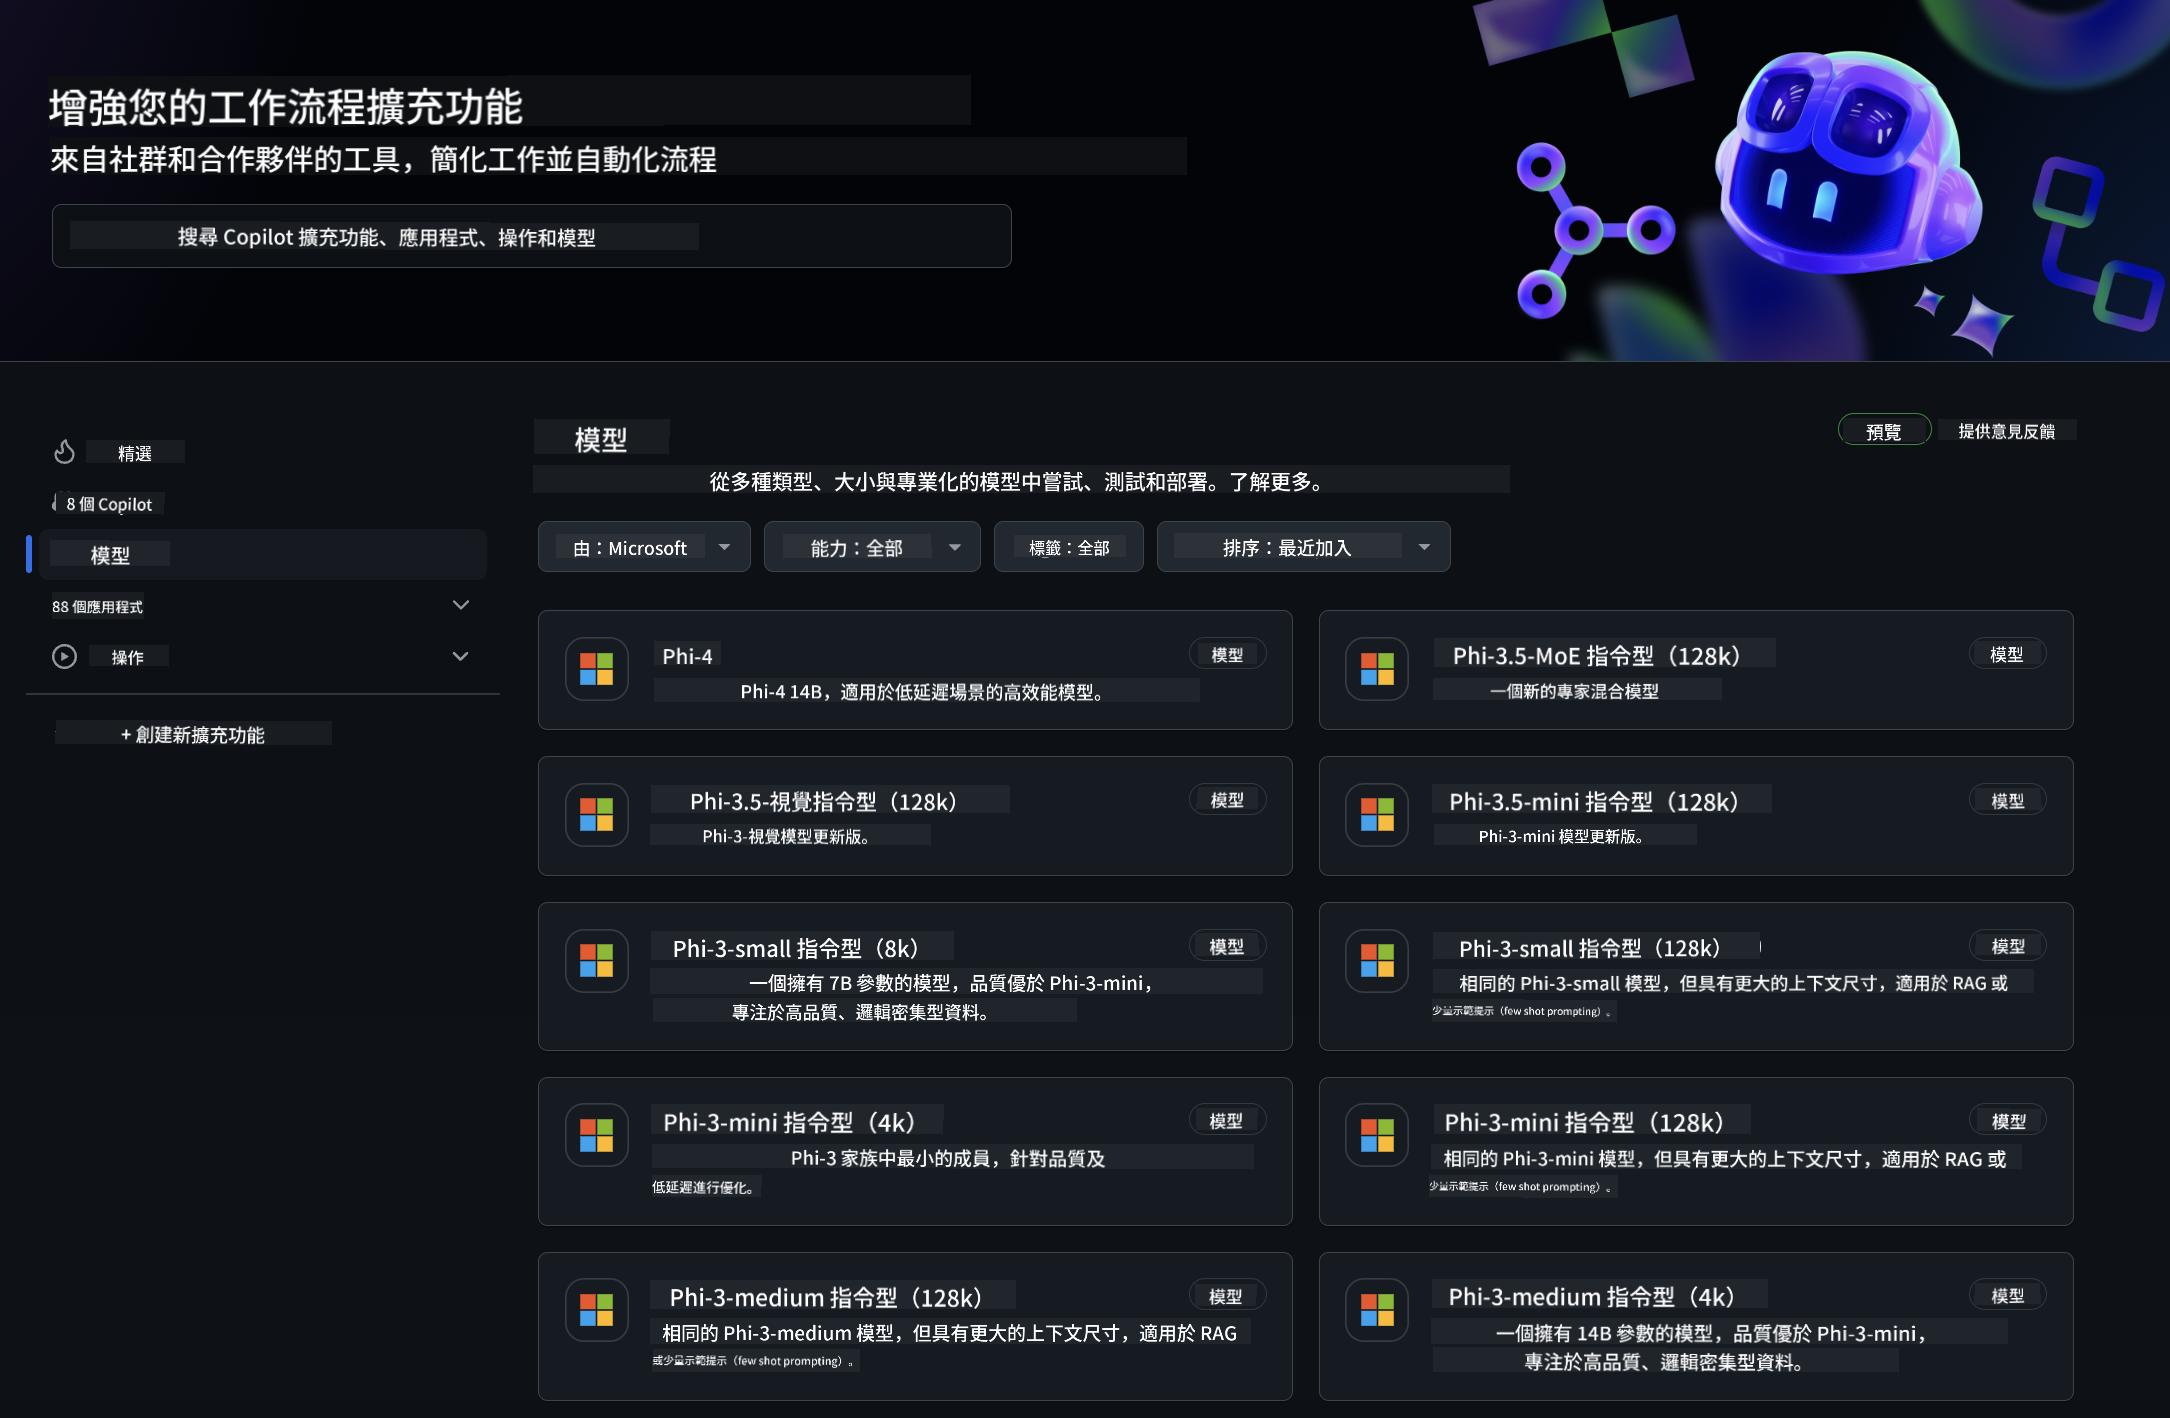 增強您的工作流程擴充功能
來自社群和合作夥伴的工具，簡化工作並自動化流程
搜尋 Copilot 擴充功能、應用程式、操作和模型
精選
8 個 Copilot
模型
88 個應用程式
操作
+ 創建新擴充功能
模型
預覽
提供意見反饋
從多種類型、大小與專業化的模型中嘗試、測試和部署。了解更多。
由：Microsoft
能力：全部
標籤：全部
排序：最近加入
Phi-4
模型
Phi-4 14B，適用於低延遲場景的高效能模型。
Phi-3.5-MoE 指令型（128k）
模型
一個新的專家混合模型
Phi-3.5-視覺指令型（128k）
模型
Phi-3-視覺模型更新版。
Phi-3.5-mini 指令型（128k）
模型
Phi-3-mini 模型更新版。
Phi-3-small 指令型（8k）
模型
一個擁有 7B 參數的模型，品質優於 Phi-3-mini，
專注於高品質、邏輯密集型資料。
Phi-3-small 指令型（128k）
模型
相同的 Phi-3-small 模型，但具有更大的上下文尺寸，適用於 RAG 或
少量示範提示（few shot prompting）。
Phi-3-mini 指令型（4k）
模型
Phi-3 家族中最小的成員，針對品質及
低延遲進行優化。
Phi-3-mini 指令型（128k）
模型
相同的 Phi-3-mini 模型，但具有更大的上下文尺寸，適用於 RAG 或
少量示範提示（few shot prompting）。
Phi-3-medium 指令型（128k）
模型
相同的 Phi-3-medium 模型，但具有更大的上下文尺寸，適用於 RAG
或少量示範提示（few shot prompting）。
Phi-3-medium 指令型（4k）
模型
一個擁有 14B 參數的模型，品質優於 Phi-3-mini，
專注於高品質、邏輯密集型資料。